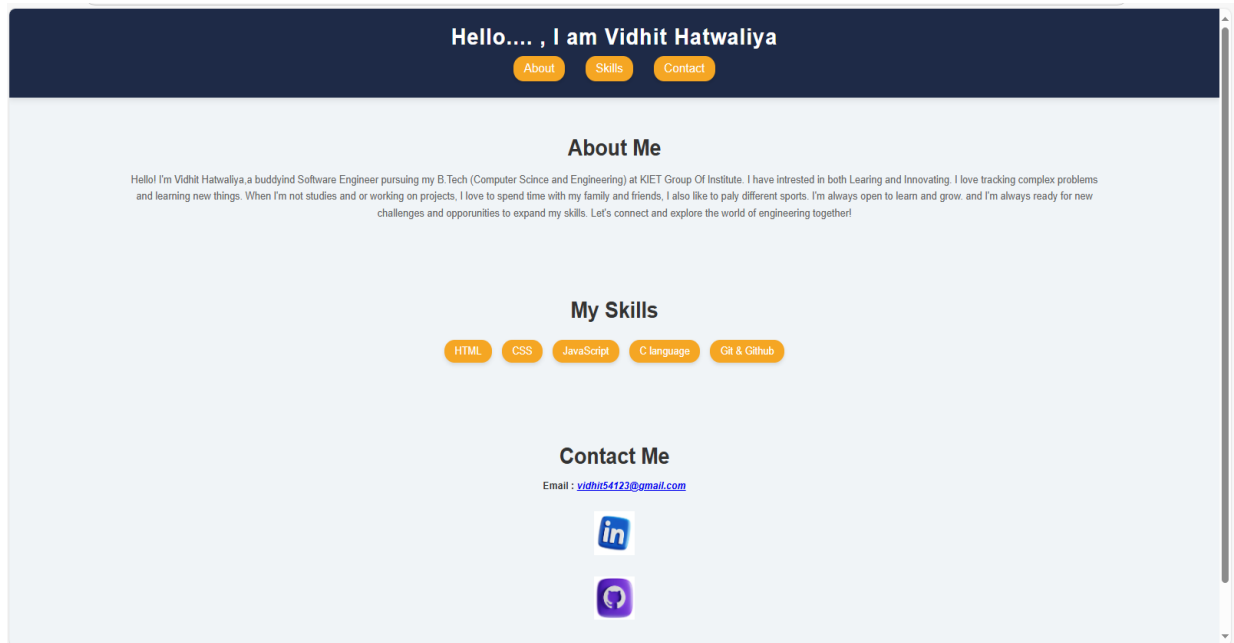 Hello.... , I am Vidhit Hatwaliya
About Skills Contact
About Me
Hello! I'm Vidhit Hatwaliya,a buddyind Software Engineer pursuing my B.Tech (Computer Scince and Engineering) at KIET Group Of Institute. I have intrested in both Learing and Innovating. I love tracking complex problems
and learning new things. When I'm not studies and or working on projects, I love to spend time with my family and friends, I also like to paly different sports. I'm always open to learn and grow. and I'm always ready for new
challenges and opporunities to expand my skills. Let's connect and explore the world of engineering together!
My Skills
HTML CSS JavaScript C language Git & Github
Contact Me
Email : vidhit54123@gmail.com
in